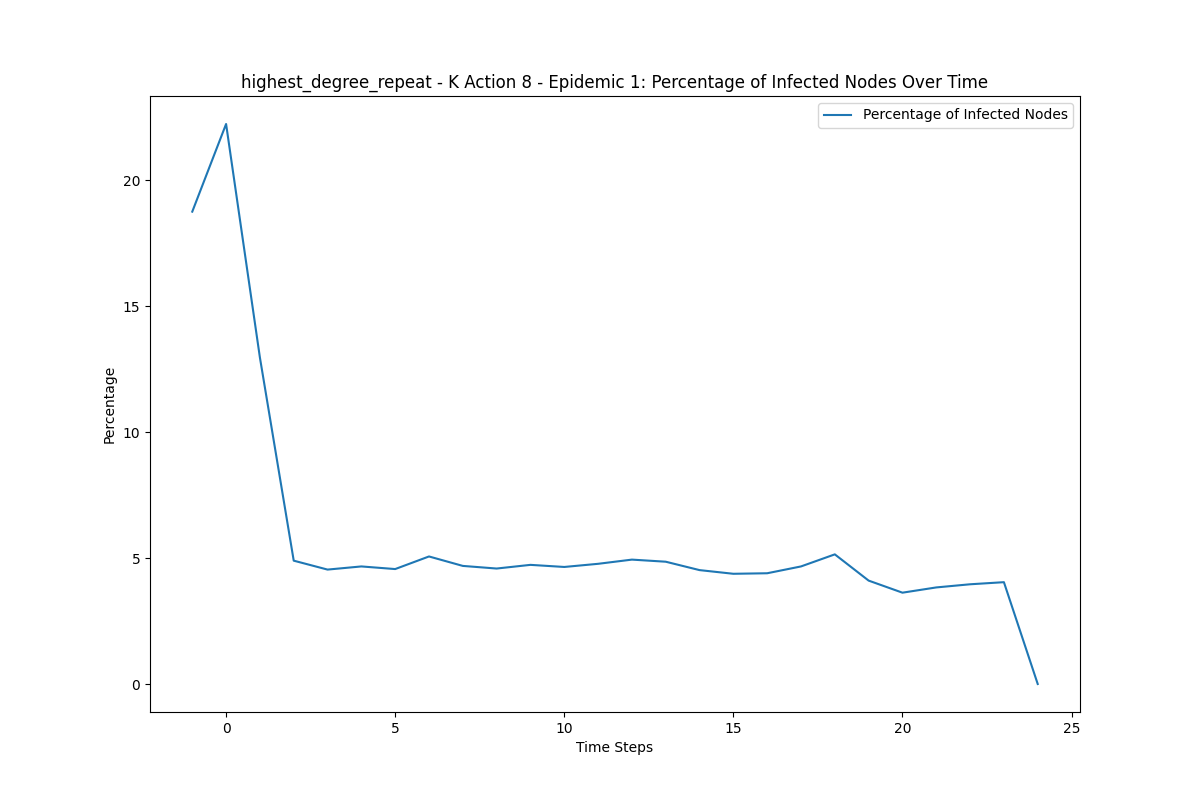 highest_degree_repeat - K Action 8 - Epidemic 1: Percentage of Infected Nodes Over Time
Percentage of Infected Nodes
20
15
10
5
0
Percentage
0 5 10 15 20 25
Time Steps